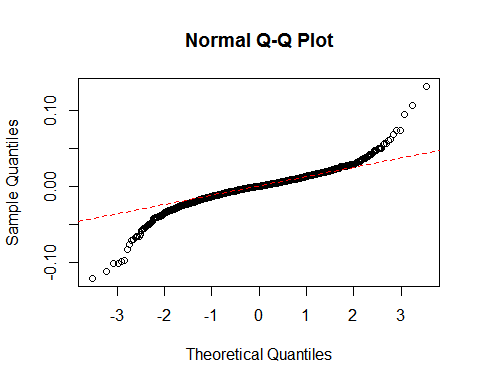 Normal Q-Q Plot
Sample Quantiles
0.10
0.00
-0.10
-3 -2 -1 0 1 2 3
Theoretical Quantiles